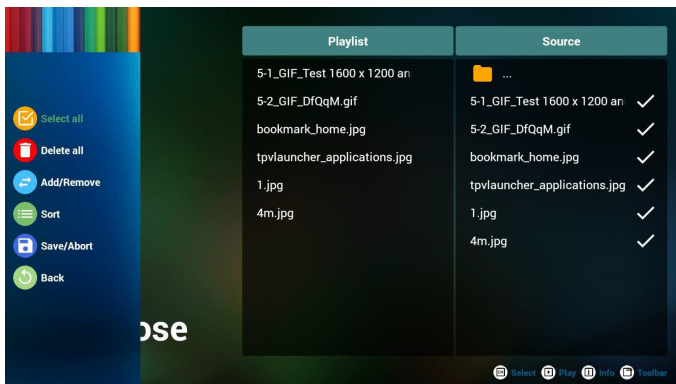 Playlist
Source
5-1_GIF_Test 1600 x 1200 an
...
5-2_GIF_DfQqM.gif
5-1_GIF_Test 1600 x 1200 an
Select all
bookmark_home.jpg
5-2_GIF_DfQqM.gif
Delete all
tpvlauncher_applications.jpg
bookmark_home.jpg
Add/Remove
1.jpg
tpvlauncher_applications.jpg
Sort
4m.jpg
1.jpg
Save/Abort
4m.jpg
Back
ose
OK Select Play Info Toolbar